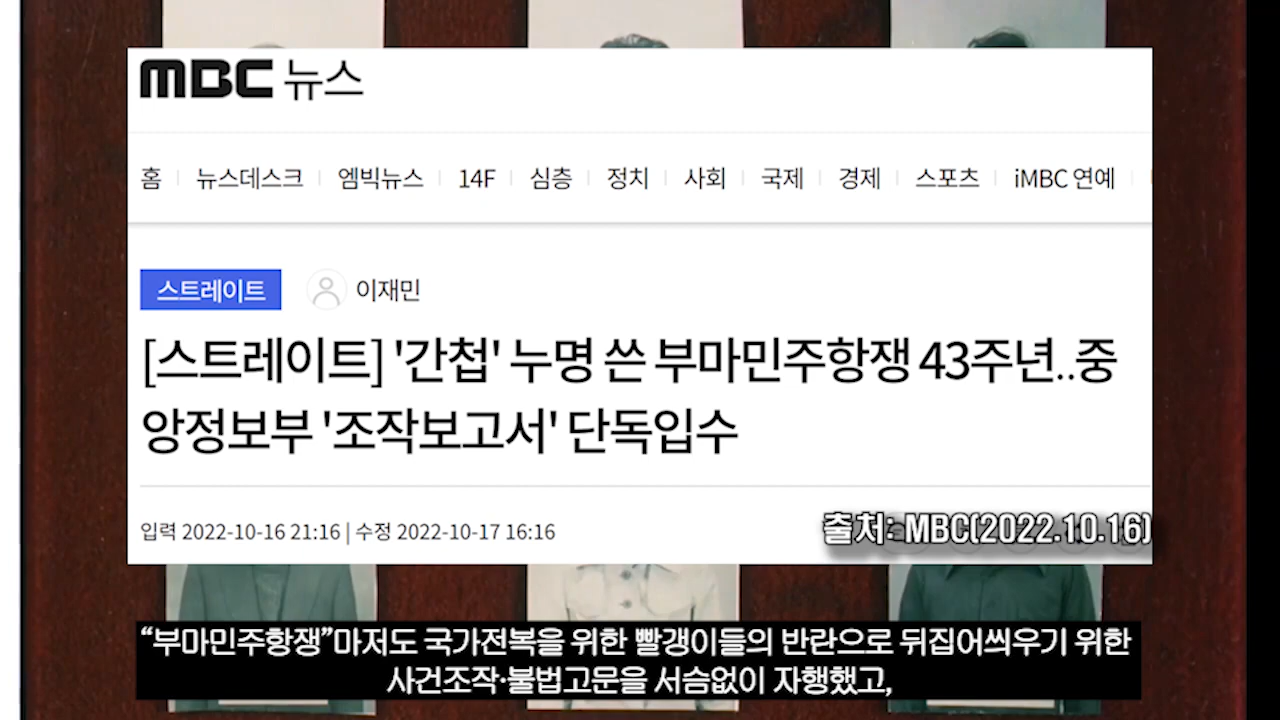 MBC 뉴스
홈 뉴스데스크 엠빅뉴스 14F 심층 정치 사회 국제 경제 스포츠 iMBC 연예
스트레이트 이재민
[스트레이트] '간첩' 누명 쓴 부마민주항쟁 43주년..중
앙정보부 '조작보고서' 단독입수
입력 2022-10-16 21:16 | 수정 2022-10-17 16:16
출처: MBC(2022.10.16)
“부마민주항쟁”마저도 국가전복을 위한 빨갱이들의 반란으로 뒤집어씌우기 위한
사건조작·불법고문을 서슴없이 자행했고,